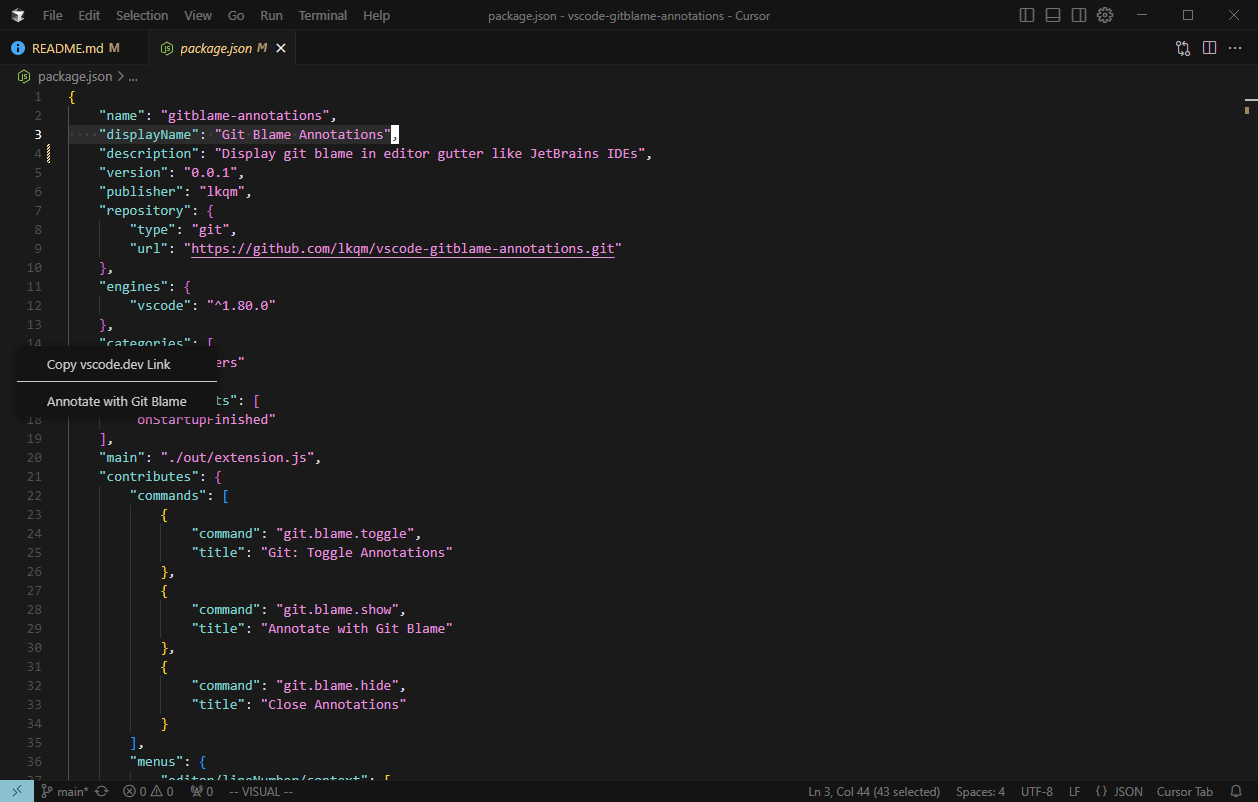 File Edit Selection View Go Run Terminal Help package.json - vscode-gitblame-annotations - Cursor
README.md M package.json M
package.json > ...
1 {
2 "name": "gitblame-annotations",
3 "displayName": "Git Blame Annotations",
4 "description": "Display git blame in editor gutter like JetBrains IDEs",
5 "version": "0.0.1",
6 "publisher": "lkqm",
7 "repository": {
8 "type": "git",
9 "url": "https://github.com/lkqm/vscode-gitblame-annotations.git"
10 },
11 "engines": {
12 "vscode": "^1.80.0"
13 },
14 "categories": [
Copy vscode.dev Link ers"
Annotate with Git Blame ts": [
18 onStartupFinished"
19 ],
20 "main": "./out/extension.js",
21 "contributes": {
22 "commands": [
23 {
24 "command": "git.blame.toggle",
25 "title": "Git: Toggle Annotations"
26 },
27 {
28 "command": "git.blame.show",
29 "title": "Annotate with Git Blame"
30 },
31 {
32 "command": "git.blame.hide",
33 "title": "Close Annotations"
34 }
35 ],
36 "menus": {
37 "editor/lineNumber/context": [
main* 0 0 0 -- VISUAL -- Ln 3, Col 44 (43 selected) Spaces: 4 UTF-8 LF {} JSON Cursor Tab